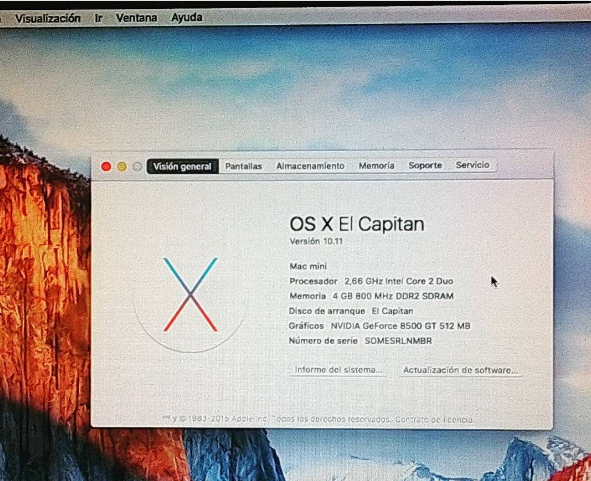 Visualización Ir Ventana Ayuda
Visión general Pantallas Almacenamiento Memoria Soporte Servicio
OS X El Capitan
Versión 10.11
Mac mini
Procesador 2,66 GHz Intel Core 2 Duo
Memoria 4 GB 800 MHz DDR2 SDRAM
Disco de arranque El Capitan
Gráficos NVIDIA GeForce 8500 GT 512 MB
Número de serie SOMESRLNMBR
Informe del sistema... Actualización de software...
™ y © 1983-2015 Apple Inc. Todos los derechos reservados. Contrato de licencia.